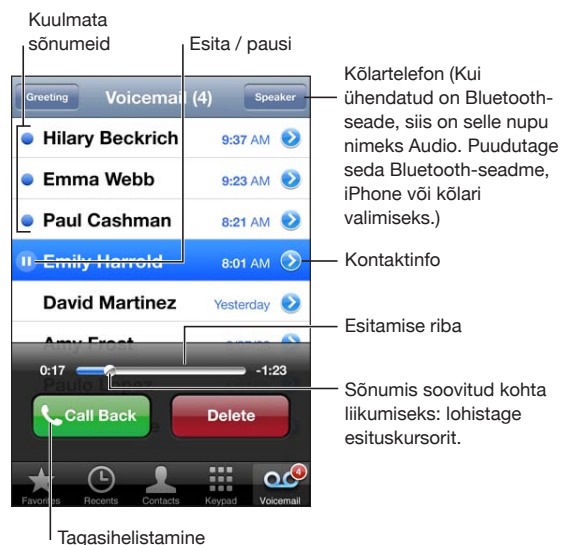 Kuulmata
sõnumeid
Esita / pausi
Greeting
Voicemail (4)
Speaker
Kõlartelefon (Kui
ühendatud on Bluetooth-
seade, siis on selle nupu
nimeks Audio. Puudutage
seda Bluetooth-seadme,
iPhone või kõlari
valimiseks.)
Hilary Beckrich 9:37 AM
Emma Webb 9:23 AM
Paul Cashman 8:21 AM
Emily Harrold 8:01 AM
Kontaktinfo
David Martinez Yesterday
Amy Frost
Esitamise riba
0:17 -1:23
Paulo Lopez
Sõnumis soovitud kohta
liikumiseks: lohistage
esituskursorit.
Call Back
Delete
4
Favorites
Recents
Contacts
Keypad
Voicemail
Tagasihelistamine